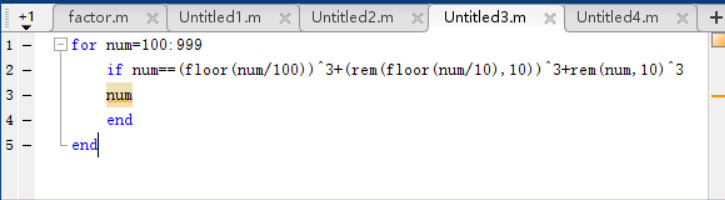 +1 factor.m Untitled1.m Untitled2.m Untitled3.m Untitled4.m +
1 for num=100:999
2 if num==(floor(num/100))^3+(rem(floor(num/10),10))^3+rem(num,10)^3
3 num
4 end
5 end